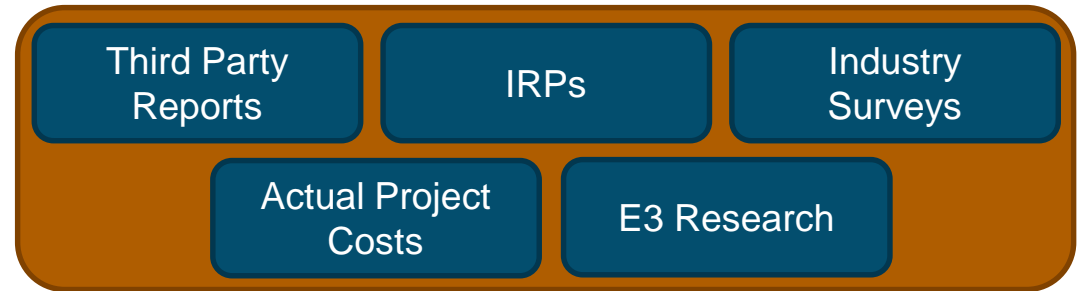 Third Party
Reports
IRPs
Industry
Surveys
Actual Project
Costs
E3 Research